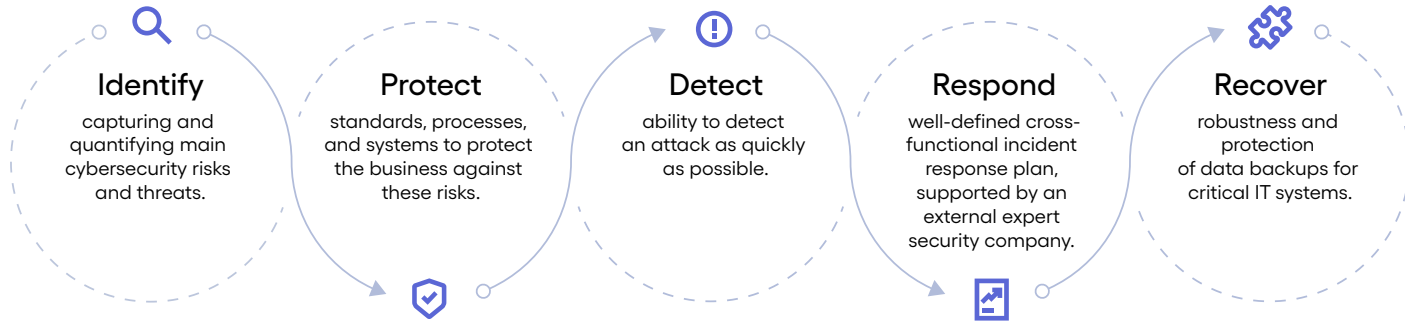 Identify
capturing and
quantifying main
cybersecurity risks
and threats.
Protect
standards, processes,
and systems to protect
the business against
these risks.
Detect
ability to detect
an attack as quickly
as possible.
Respond
well-defined cross-
functional incident
response plan,
supported by an
external expert
security company.
Recover
robustness and
protection
of data backups for
critical IT systems.